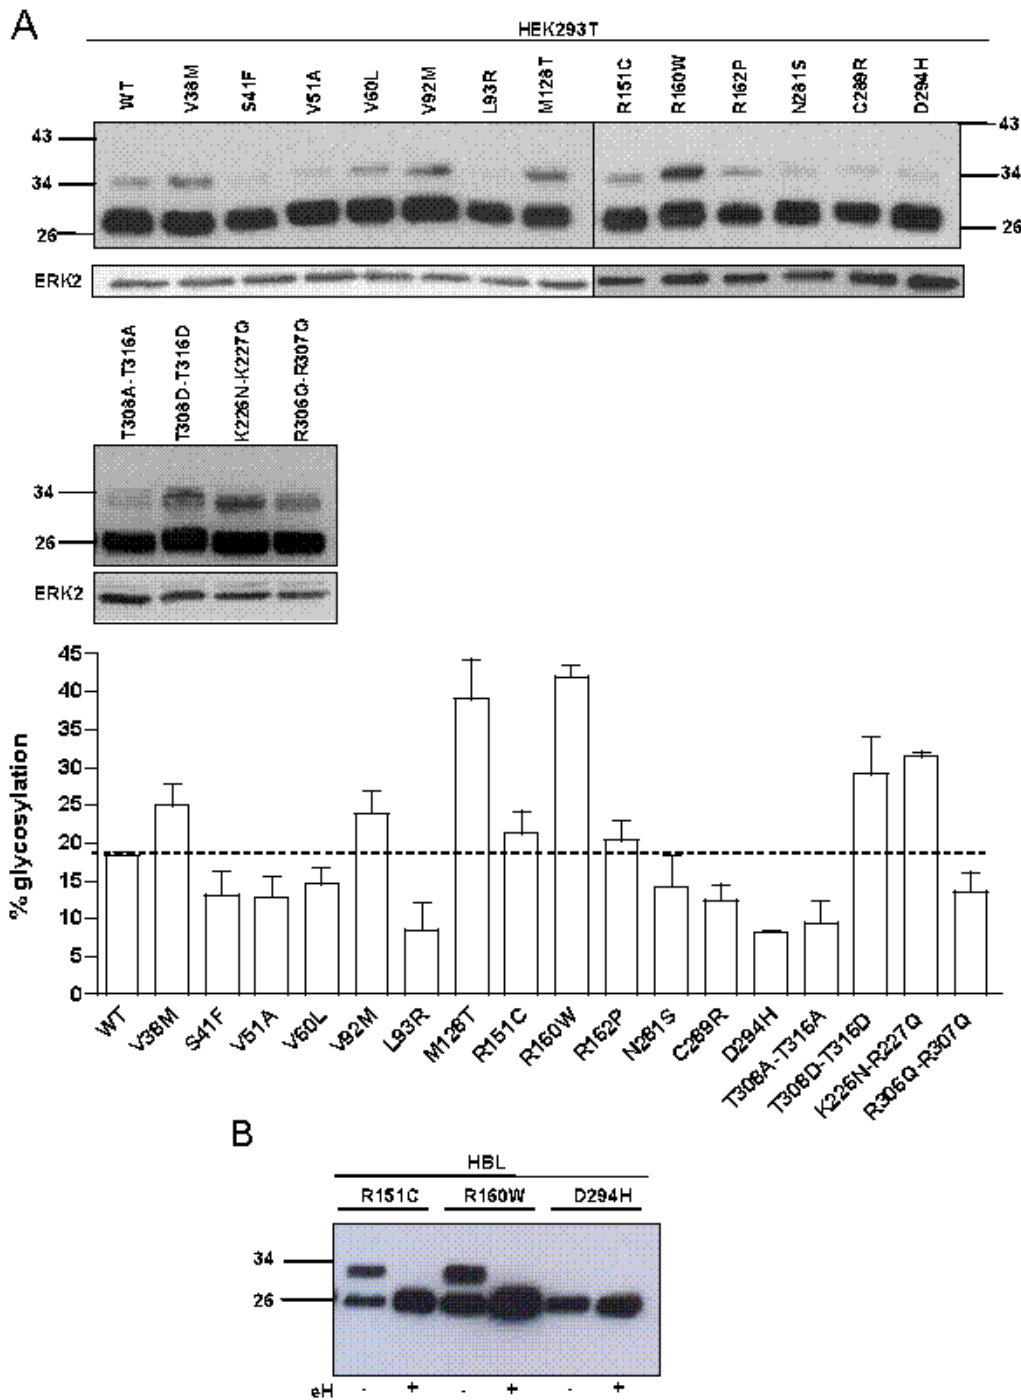 A
HEK293T
WT V38M S41F V51A V60L V92M L93R M128T R151C R160W R162P N281S C289R D294H
43 43
34 34
26 26
ERK2
T308A-T316A T308D-T316D K226N-K227Q R306Q-R307Q
34
26
ERK2
45
40
35
30
25
20
15
10
5
0
% glycosylation
WT V38M S41F V51A V60L V92M L93R M128T R151C R160W R162P N281S C289R D294H T308A-T316A T308D-T316D K226N-R227Q R306Q-R307Q
B
HBL
R151C R160W D294H
34
26
eH - + - + - +